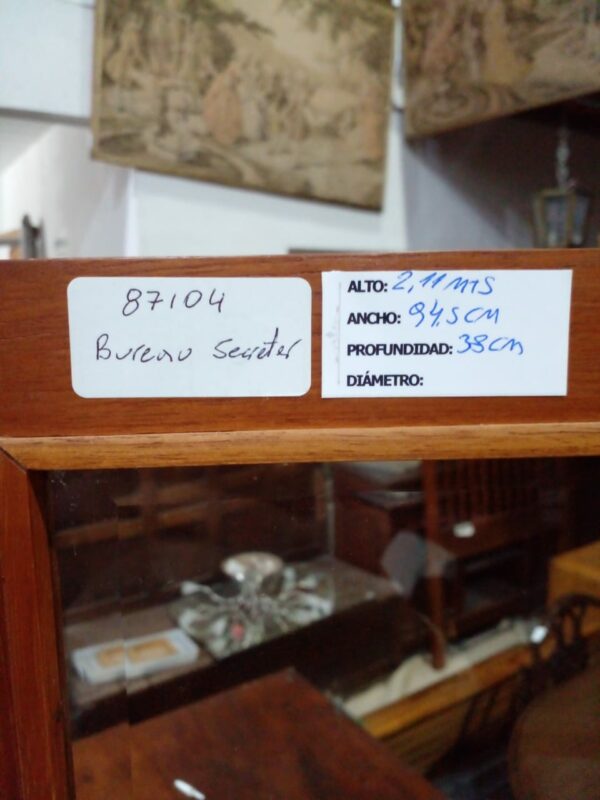 87104
Bureau Secreter
ALTO: 2,11 mts
ANCHO: 94,5 cm
PROFUNDIDAD: 38 cm
DIÁMETRO: